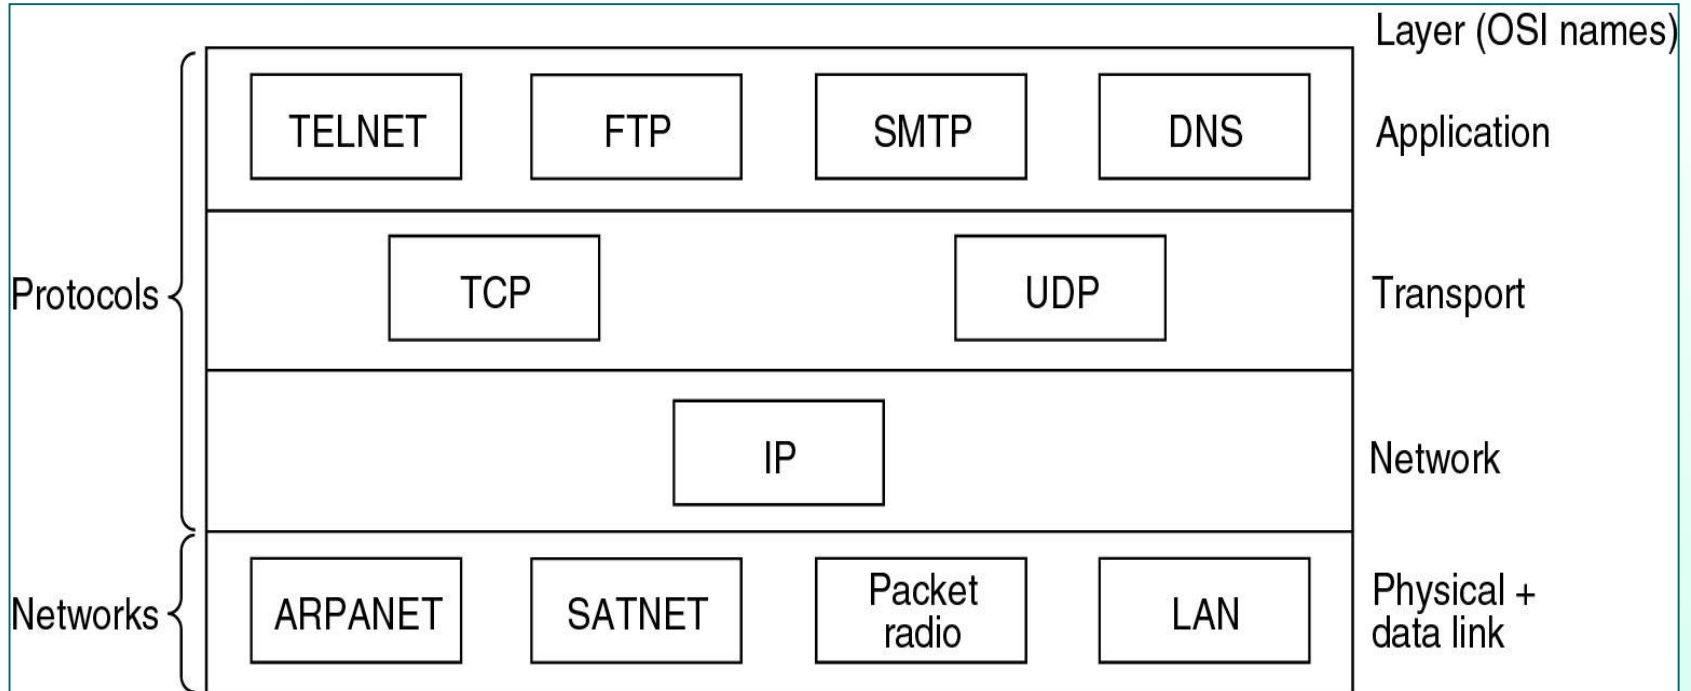 Layer (OSI names)
TELNET FTP SMTP DNS Application
Protocols TCP UDP Transport
IP Network
Networks ARPANET SATNET Packet radio LAN Physical +
data link